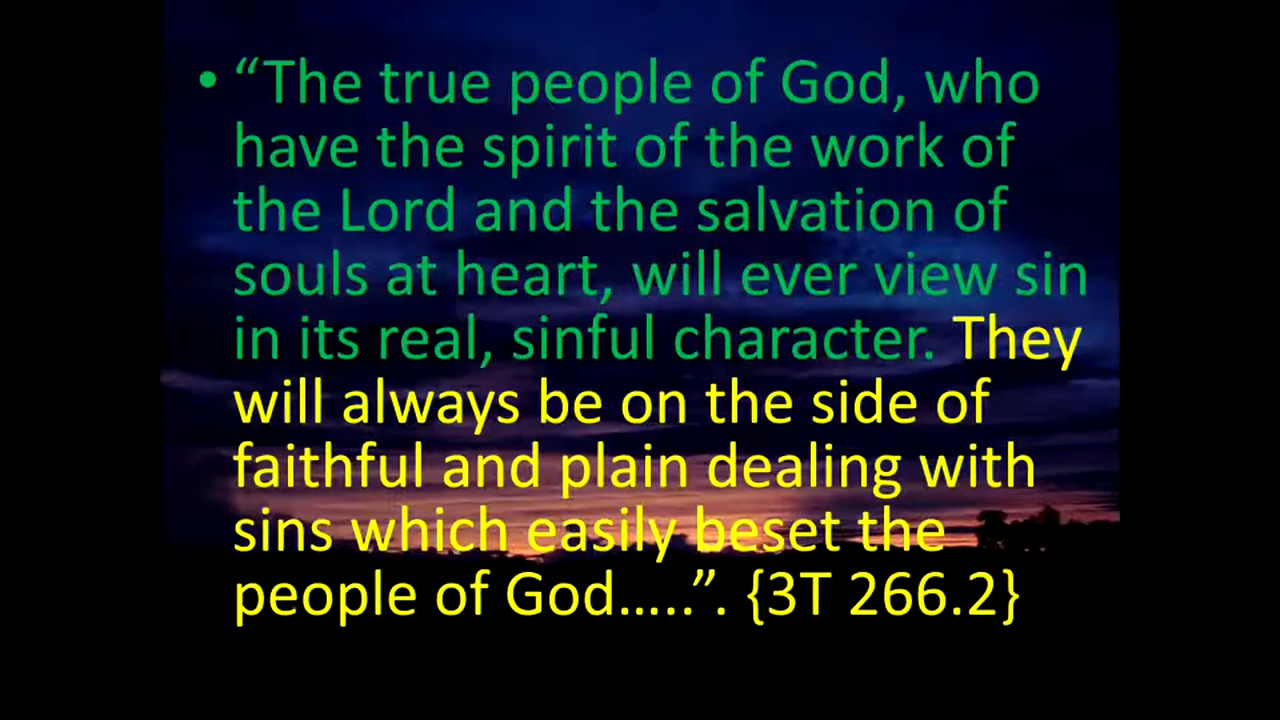 • “The true people of God, who
have the spirit of the work of
the Lord and the salvation of
souls at heart, will ever view sin
in its real, sinful character. They
will always be on the side of
faithful and plain dealing with
sins which easily beset the
people of God…..”. {3T 266.2}